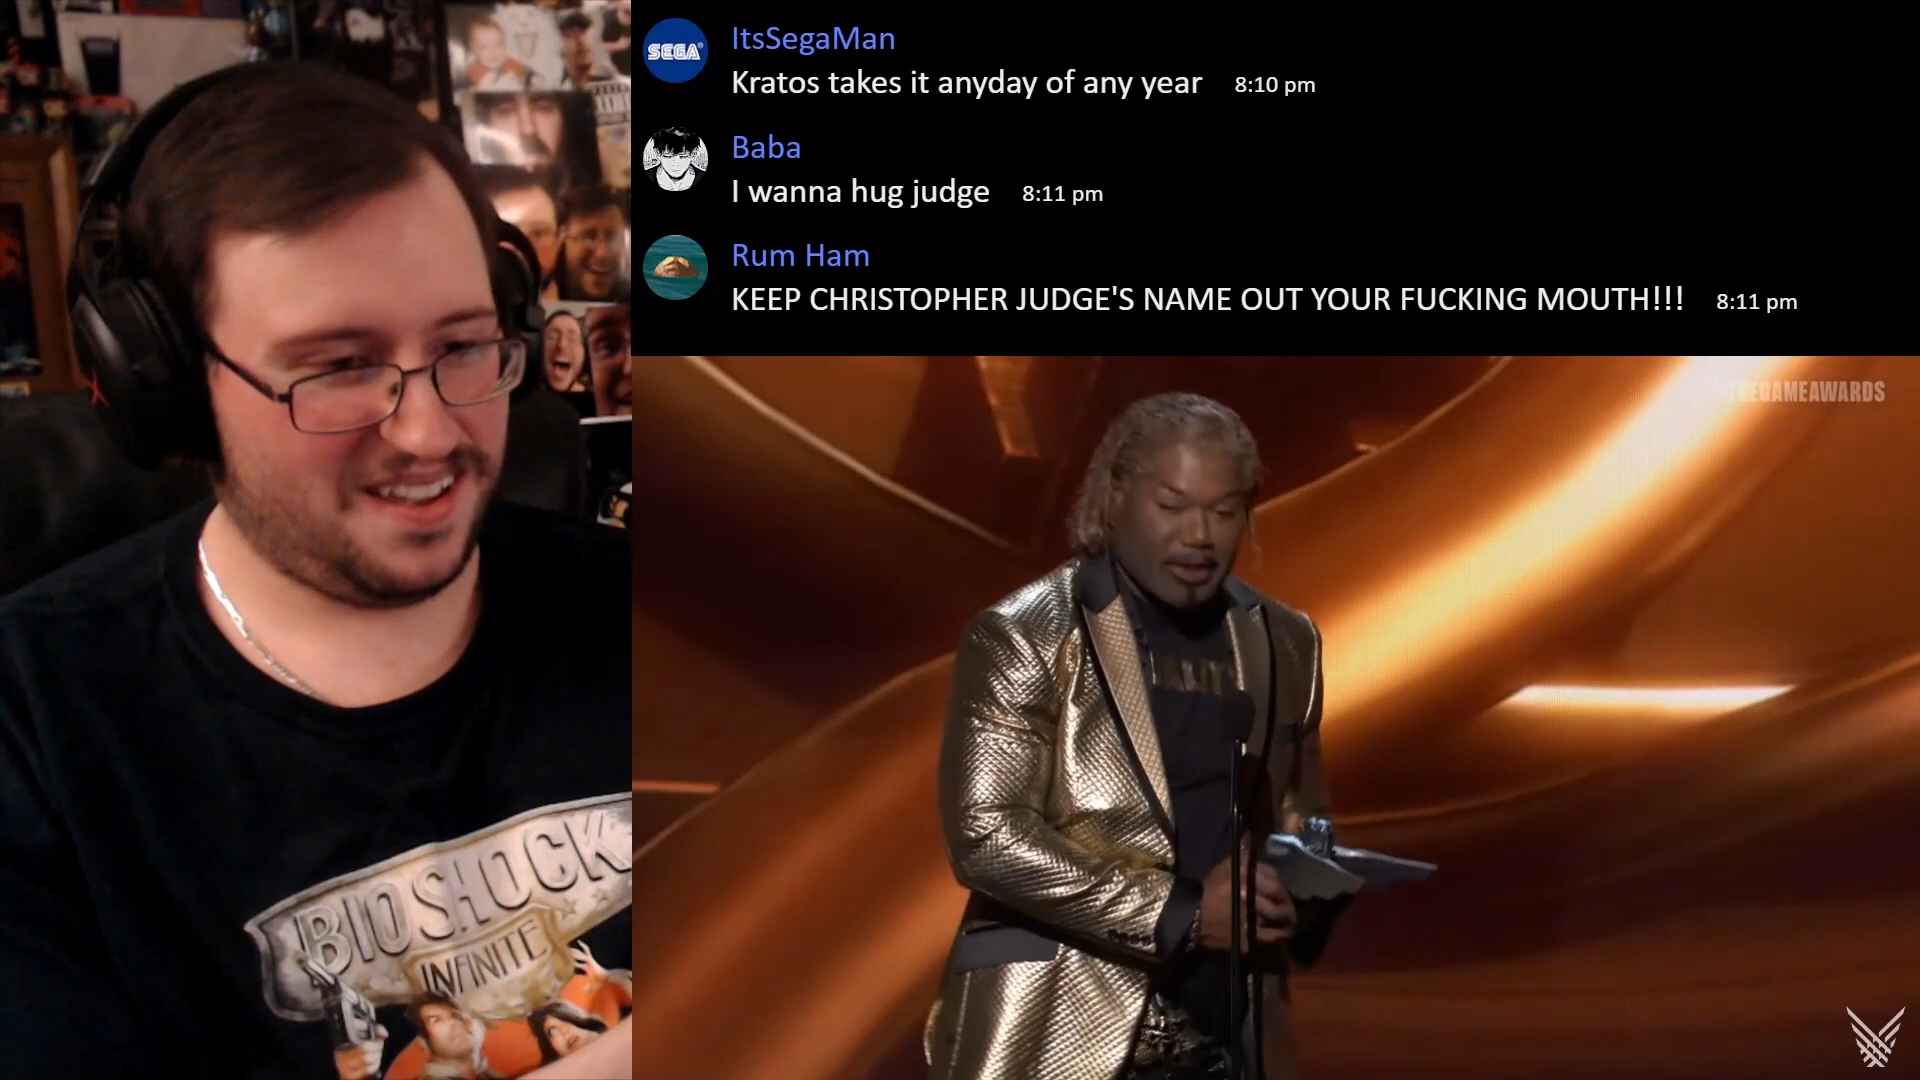 SEGA
ItsSegaMan
Kratos takes it anyday of any year 8:10 pm
Baba
I wanna hug judge 8:11 pm
Rum Ham
KEEP CHRISTOPHER JUDGE'S NAME OUT YOUR FUCKING MOUTH!!! 8:11 pm
THEGAMEAWARDS
BIOSHOCK
INFINITE